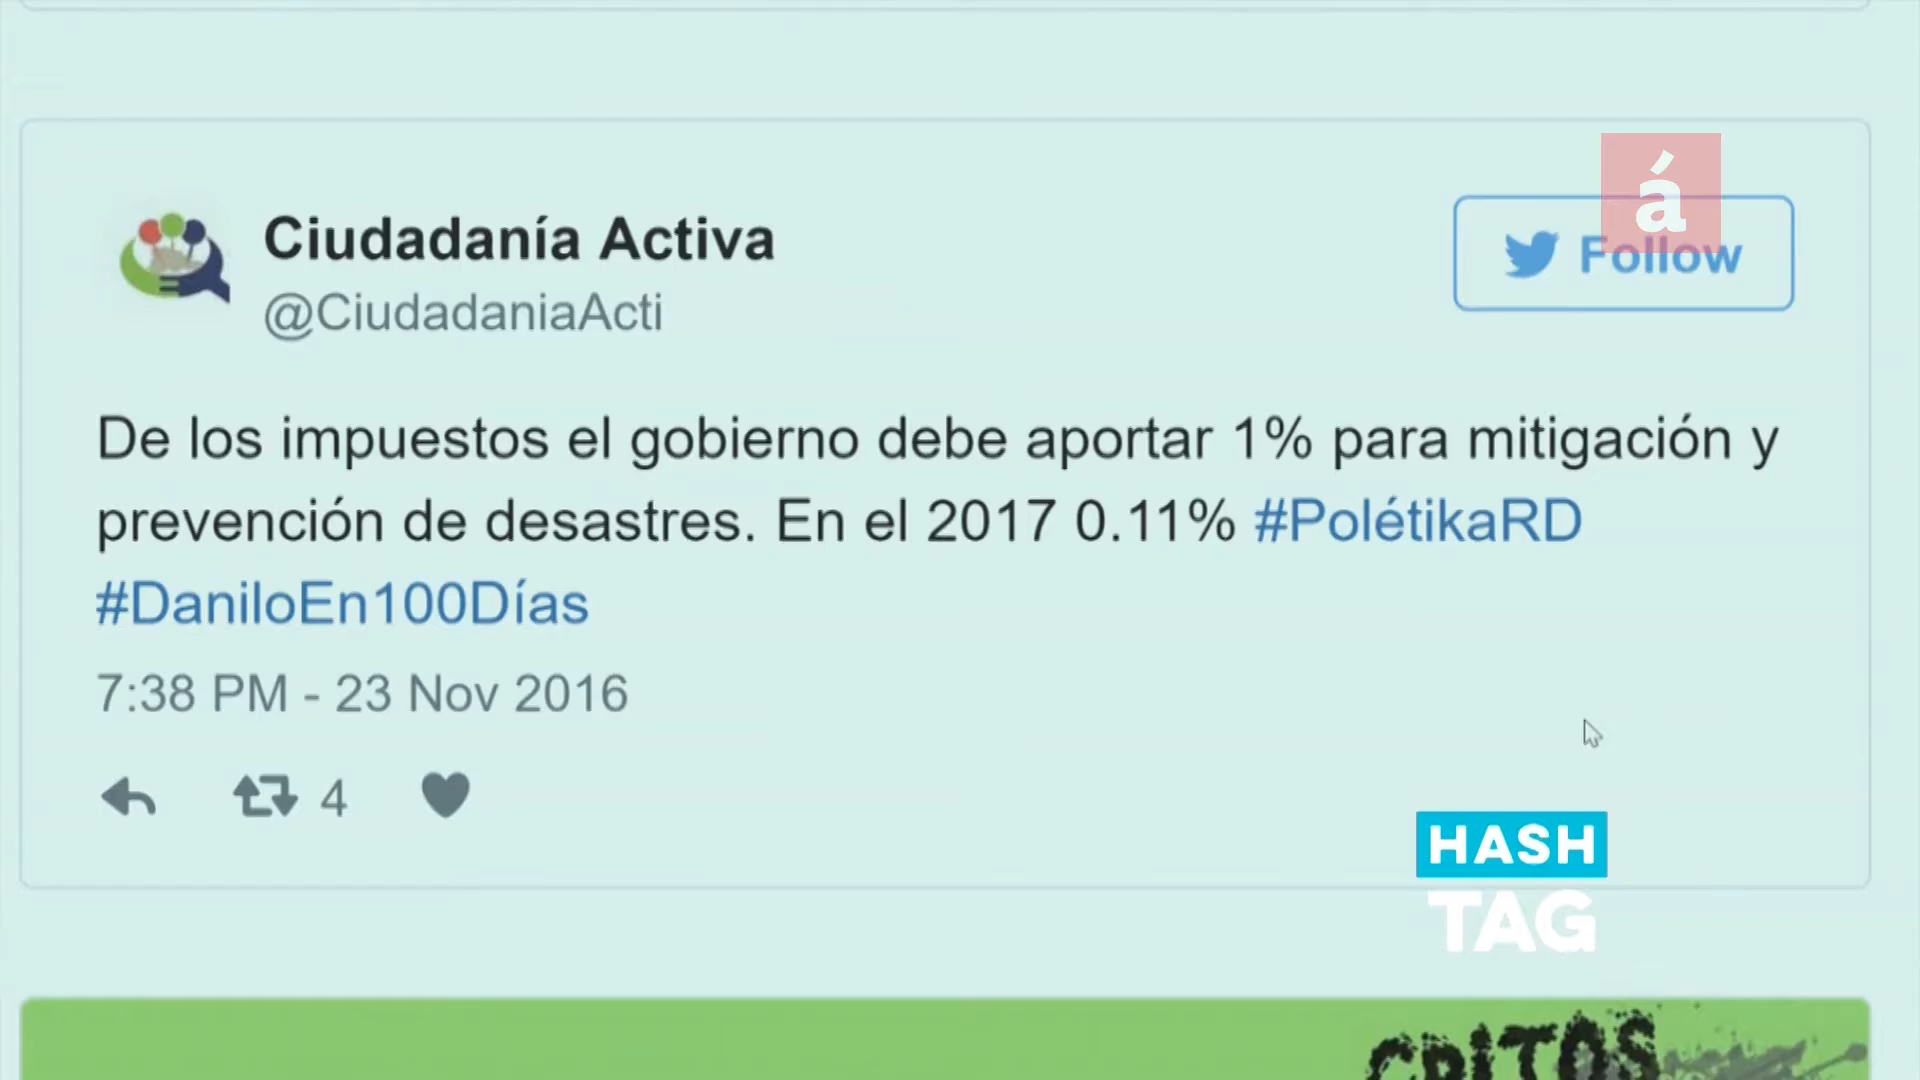 Ciudadanía Activa
@CiudadaniaActi
á
Follow
De los impuestos el gobierno debe aportar 1% para mitigación y
prevención de desastres. En el 2017 0.11% #PolétikaRD
#DaniloEn100Días
7:38 PM - 23 Nov 2016
4
HASH
TAG
GRITOS